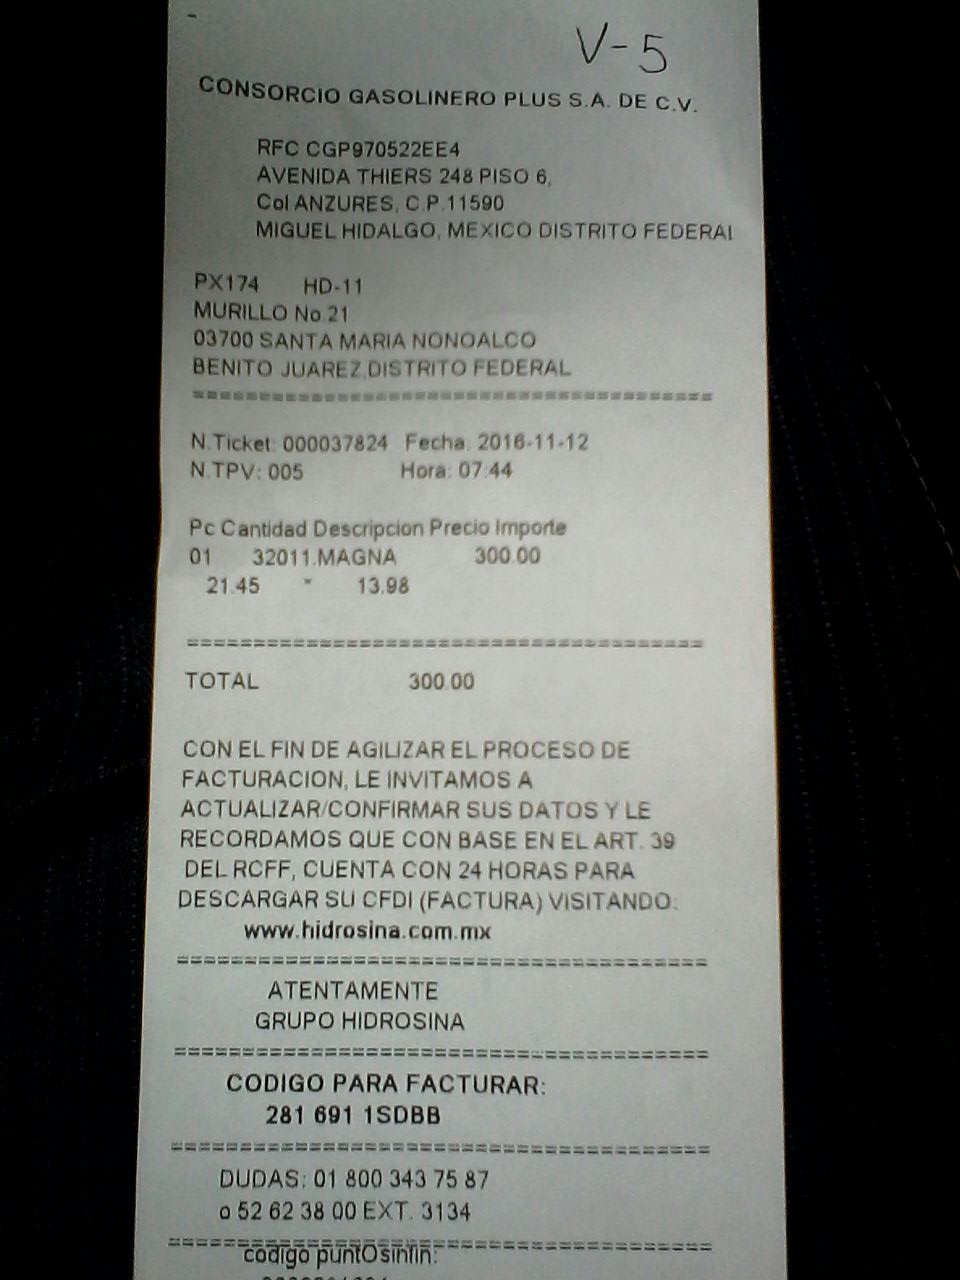 V-5
CONSORCIO GASOLINERO PLUS S.A. DE C.V.
RFC CGP970522EE4
AVENIDA THIERS 248 PISO 6,
Col ANZURES, C.P.11590
MIGUEL HIDALGO, MEXICO DISTRITO FEDERAL
PX174 HD-11
MURILLO No 21
03700 SANTA MARIA NONOALCO
BENITO JUAREZ,DISTRITO FEDERAL
========================================
N.Ticket: 000037824 Fecha: 2016-11-12
N.TPV: 005 Hora: 07:44
Pc Cantidad Descripcion Precio Importe
01 32011.MAGNA 300.00
21.45 * 13.98
========================================
TOTAL 300.00
CON EL FIN DE AGILIZAR EL PROCESO DE
FACTURACION, LE INVITAMOS A
ACTUALIZAR/CONFIRMAR SUS DATOS Y LE
RECORDAMOS QUE CON BASE EN EL ART. 39
DEL RCFF, CUENTA CON 24 HORAS PARA
DESCARGAR SU CFDI (FACTURA) VISITANDO:
www.hidrosina.com.mx
========================================
ATENTAMENTE
GRUPO HIDROSINA
========================================
CODIGO PARA FACTURAR:
281 691 1SDBB
========================================
DUDAS: 01 800 343 75 87
o 52 62 38 00 EXT. 3134
========================================
codigo puntOsinfin: